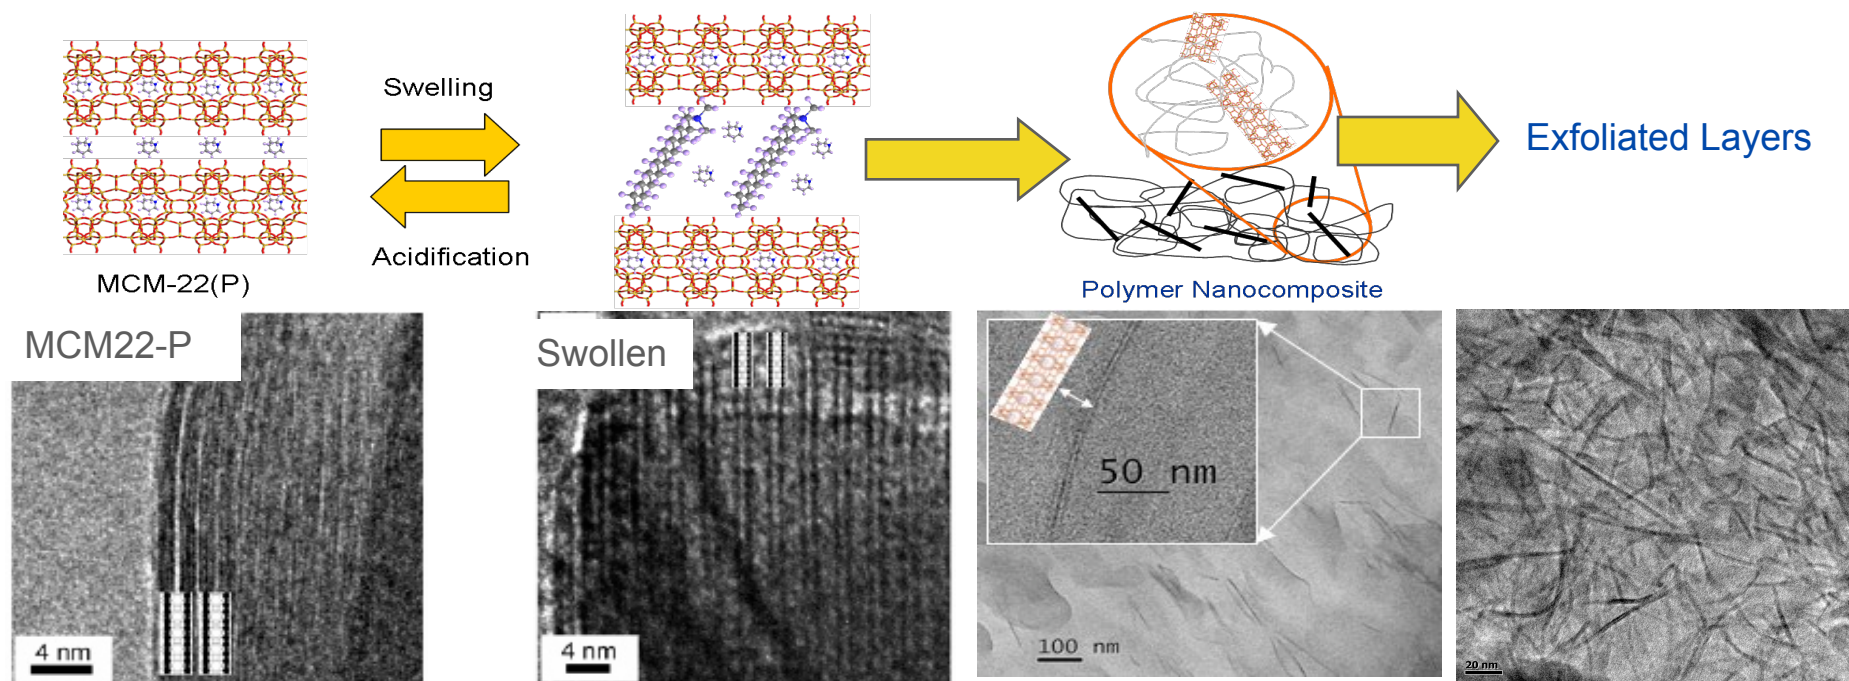 Swelling
Acidification
MCM-22(P)
Exfoliated Layers
Polymer Nanocomposite
MCM22-P
4 nm
Swollen
4 nm
50 nm
100 nm
20 nm